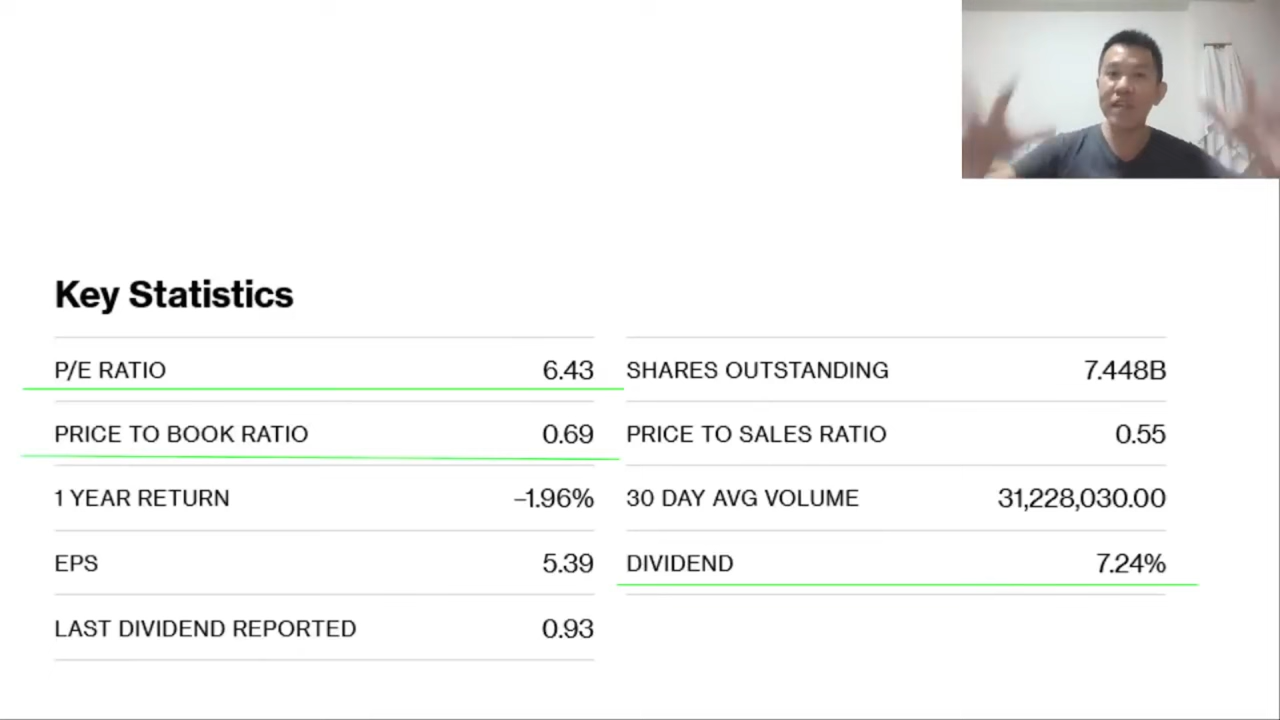 Key Statistics
P/E RATIO 6.43 SHARES OUTSTANDING 7.448B
PRICE TO BOOK RATIO 0.69 PRICE TO SALES RATIO 0.55
1 YEAR RETURN –1.96% 30 DAY AVG VOLUME 31,228,030.00
EPS 5.39 DIVIDEND 7.24%
LAST DIVIDEND REPORTED 0.93